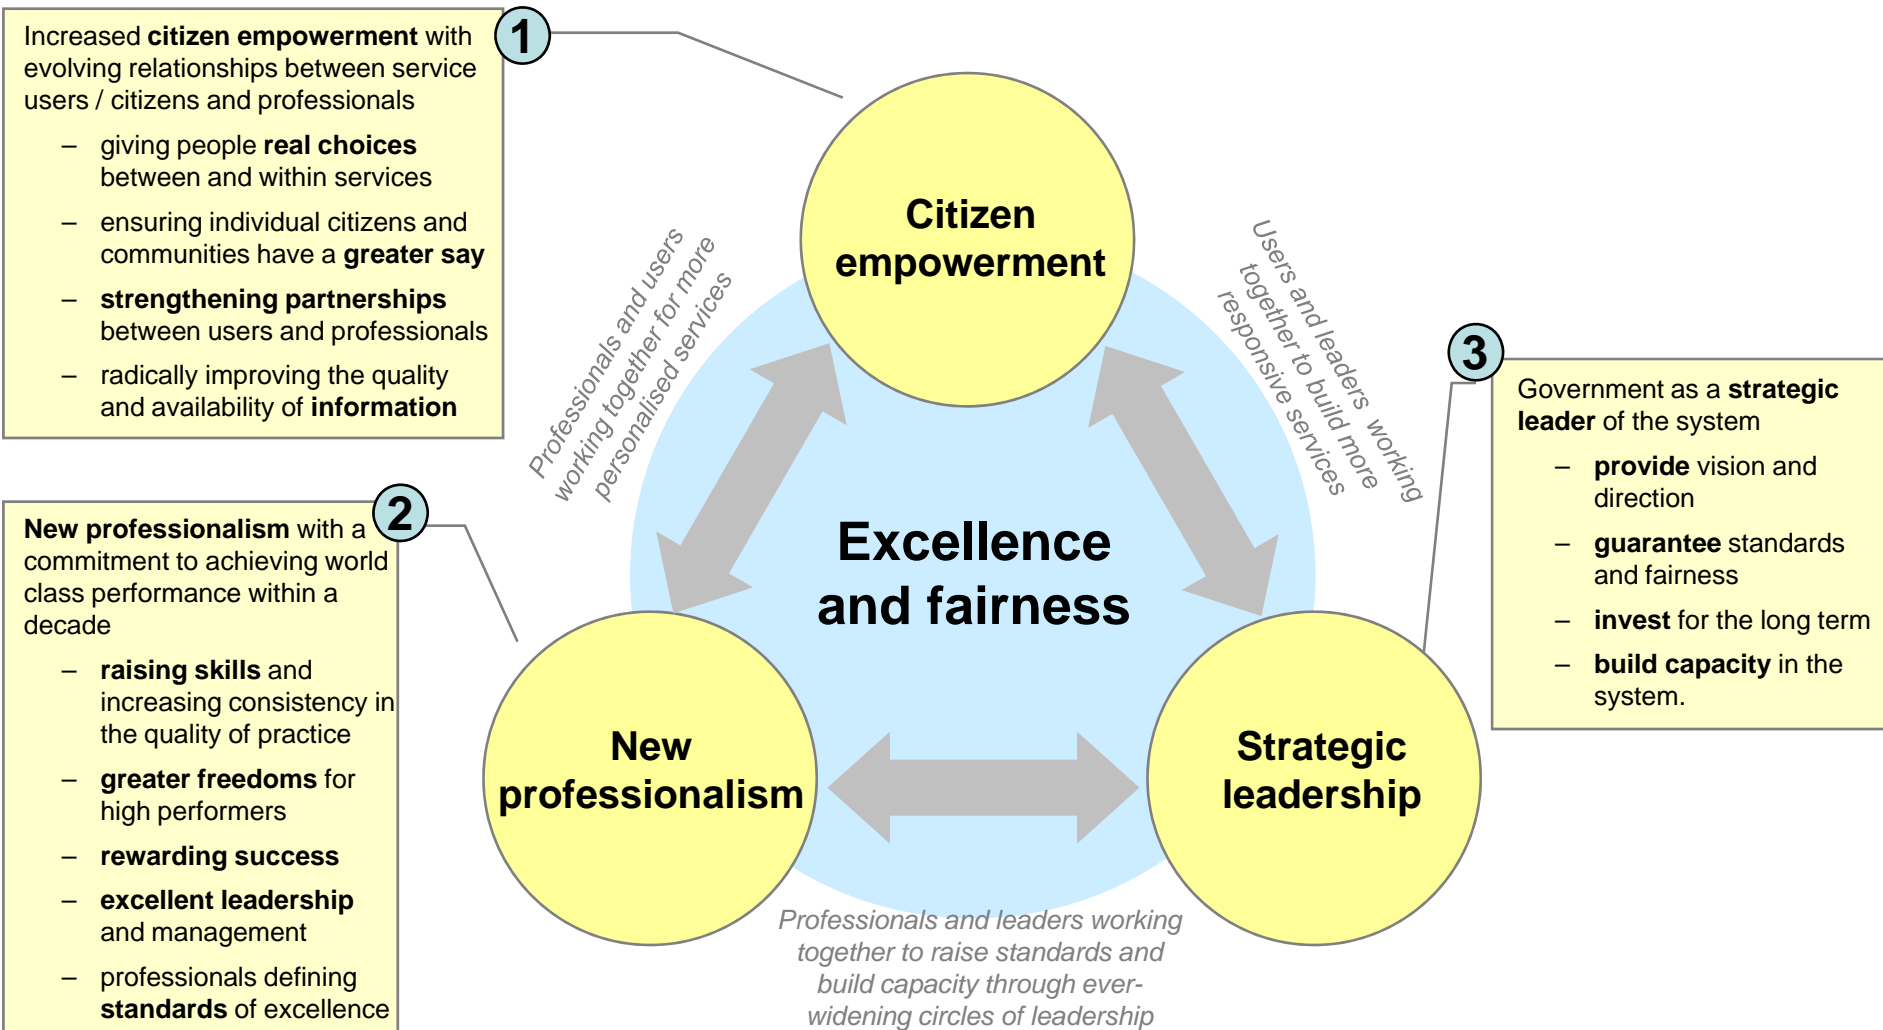 1
Increased citizen empowerment with
evolving relationships between service
users / citizens and professionals
– giving people real choices
between and within services
– ensuring individual citizens and
communities have a greater say
– strengthening partnerships
between users and professionals
– radically improving the quality
and availability of information
2
New professionalism with a
commitment to achieving world
class performance within a
decade
– raising skills and
increasing consistency in
the quality of practice
– greater freedoms for
high performers
– rewarding success
– excellent leadership
and management
– professionals defining
standards of excellence
Citizen
empowerment
Professionals and users
working together for more
personalised services
Users and leaders working
together to build more
responsive services
Excellence
and fairness
New
professionalism
Strategic
leadership
Professionals and leaders working
together to raise standards and
build capacity through ever-
widening circles of leadership
3
Government as a strategic
leader of the system
– provide vision and
direction
– guarantee standards
and fairness
– invest for the long term
– build capacity in the
system.